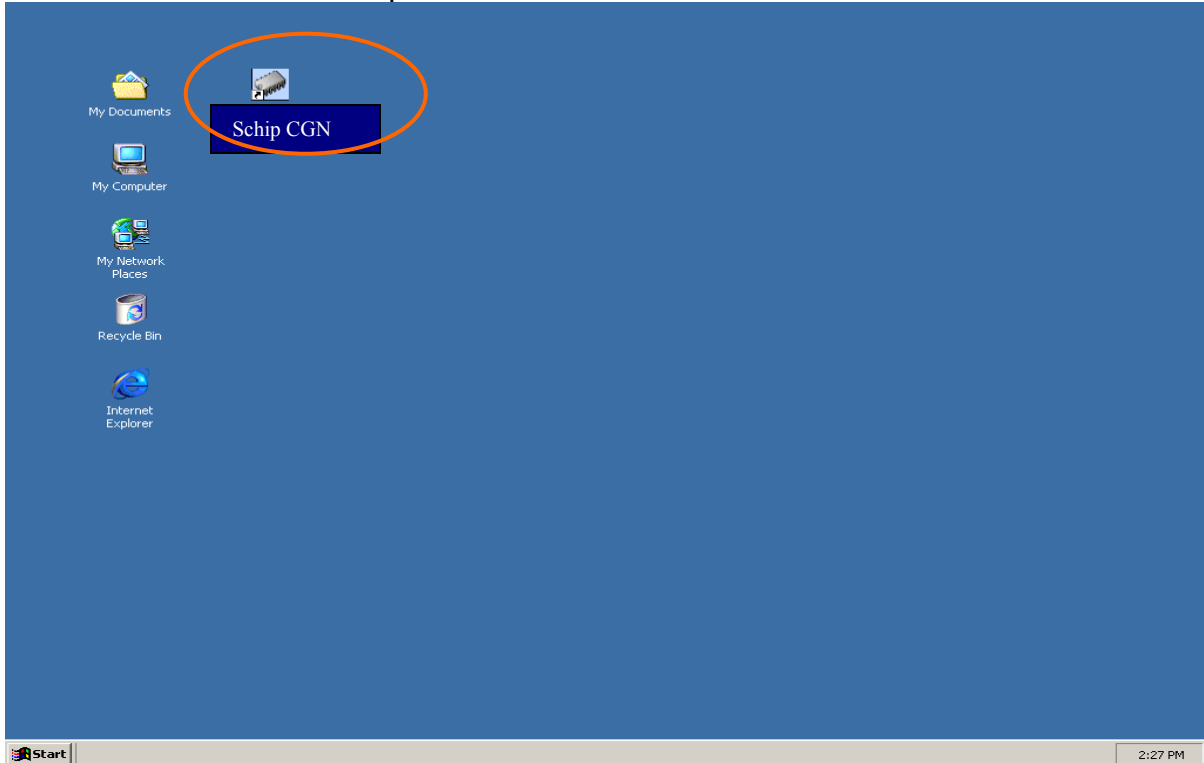 My Documents
Schip CGN
My Computer
My Network
Places
Recycle Bin
Internet
Explorer
Start
2:27 PM